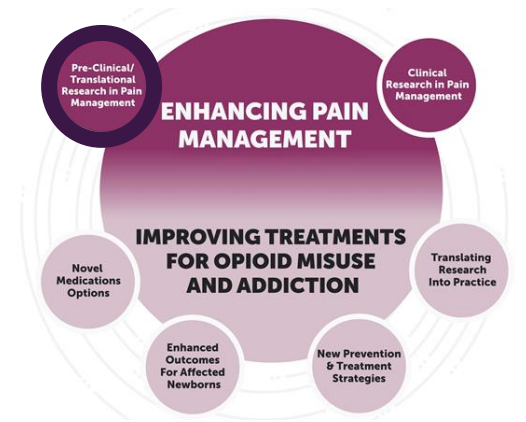 Pre-Clinical/
Translational
Research in Pain
Management
Clinical
Research in Pain
Management
ENHANCING PAIN
MANAGEMENT
IMPROVING TREATMENTS
FOR OPIOID MISUSE
AND ADDICTION
Novel
Medications
Options
Translating
Research
Into Practice
Enhanced
Outcomes
For Affected
Newborns
New Prevention
& Treatment
Strategies